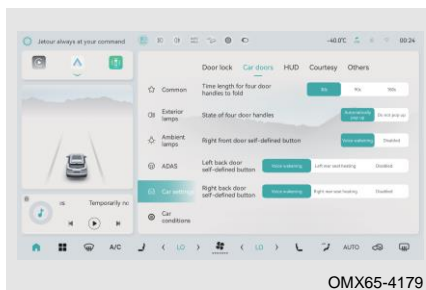 Jetour always at your command
-40.0℃
00:24
Door lock Car doors HUD Courtesy Others
Common
Time length for four door
handles to fold
Exterior
lamps
State of four door handles
Automatically
pop up
Do not pop up
Ambient
lamps
Right front door self-defined button
Voice wakening
Disabled
ADAS
Left back door
self-defined button
Voice wakening
Left rear seat heating
Disabled
Car settings
Right back door
self-defined button
Voice wakening
Right rear seat heating
Disabled
Car
conditions
Temporarily no
A/C
LO
LO
AUTO
OMX65-4179